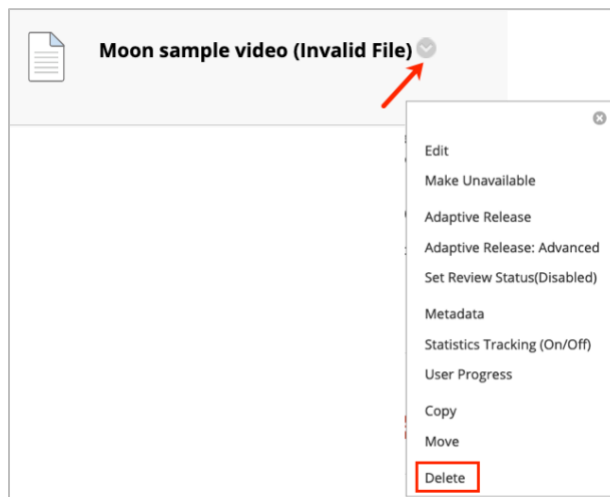 Moon sample video (Invalid File)
Edit
Make Unavailable
Adaptive Release
Adaptive Release: Advanced
Set Review Status(Disabled)
Metadata
Statistics Tracking (On/Off)
User Progress
Copy
Move
Delete